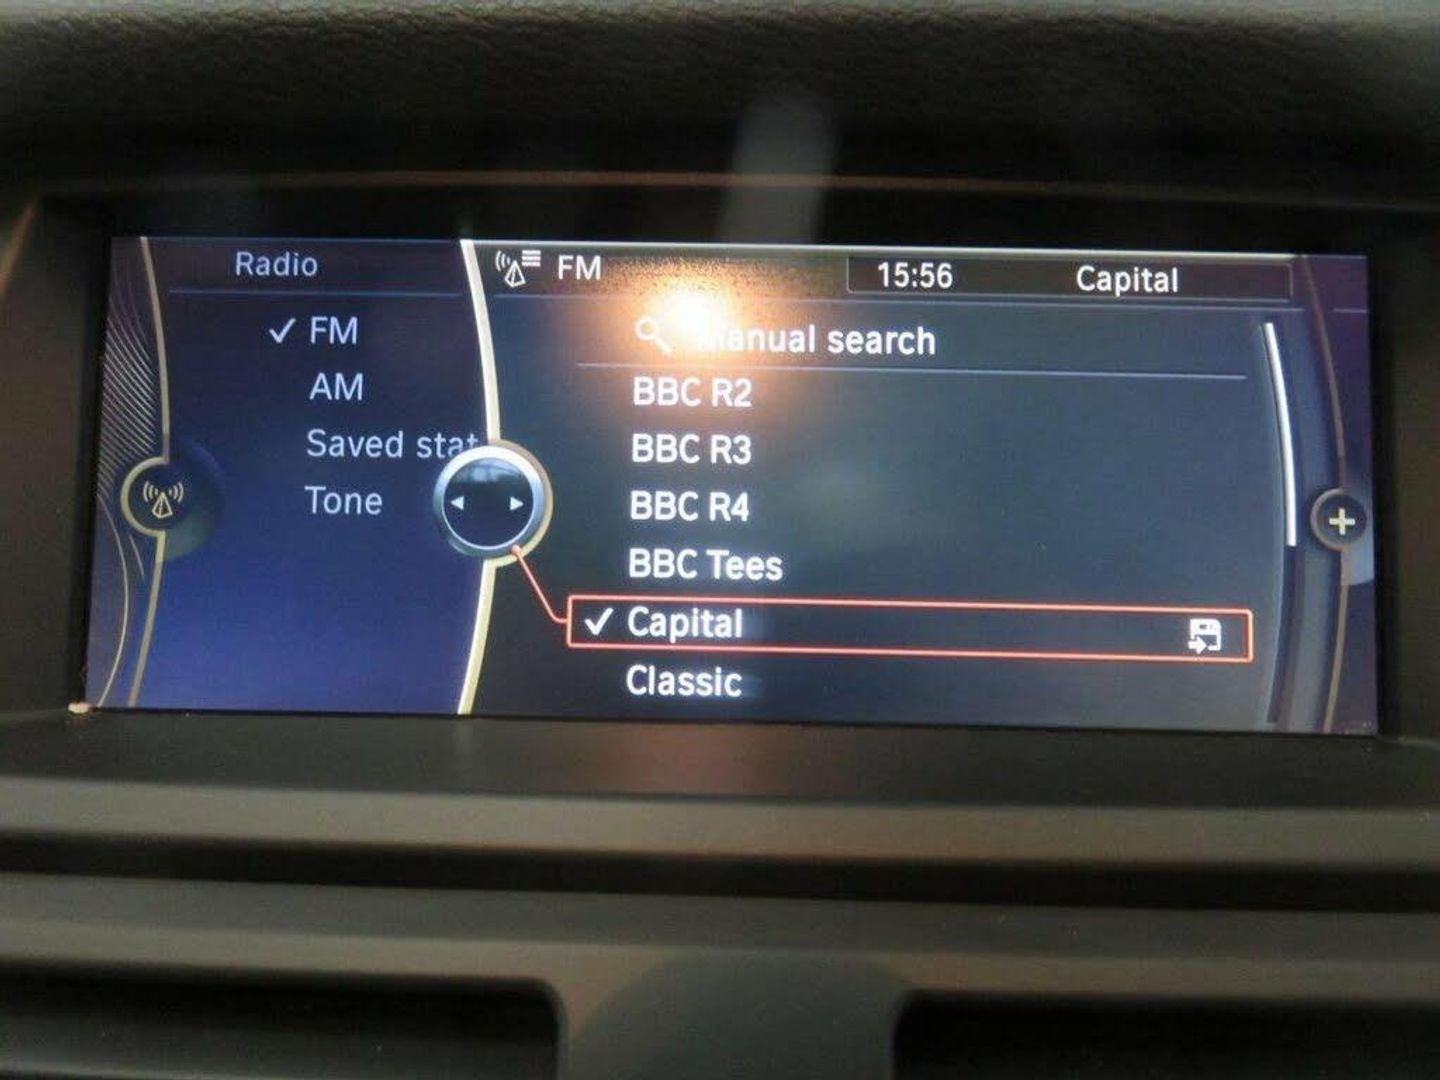 Radio
FM
AM
Saved stat
Tone
FM
15:56
Capital
Manual search
BBC R2
BBC R3
BBC R4
BBC Tees
Capital
Classic